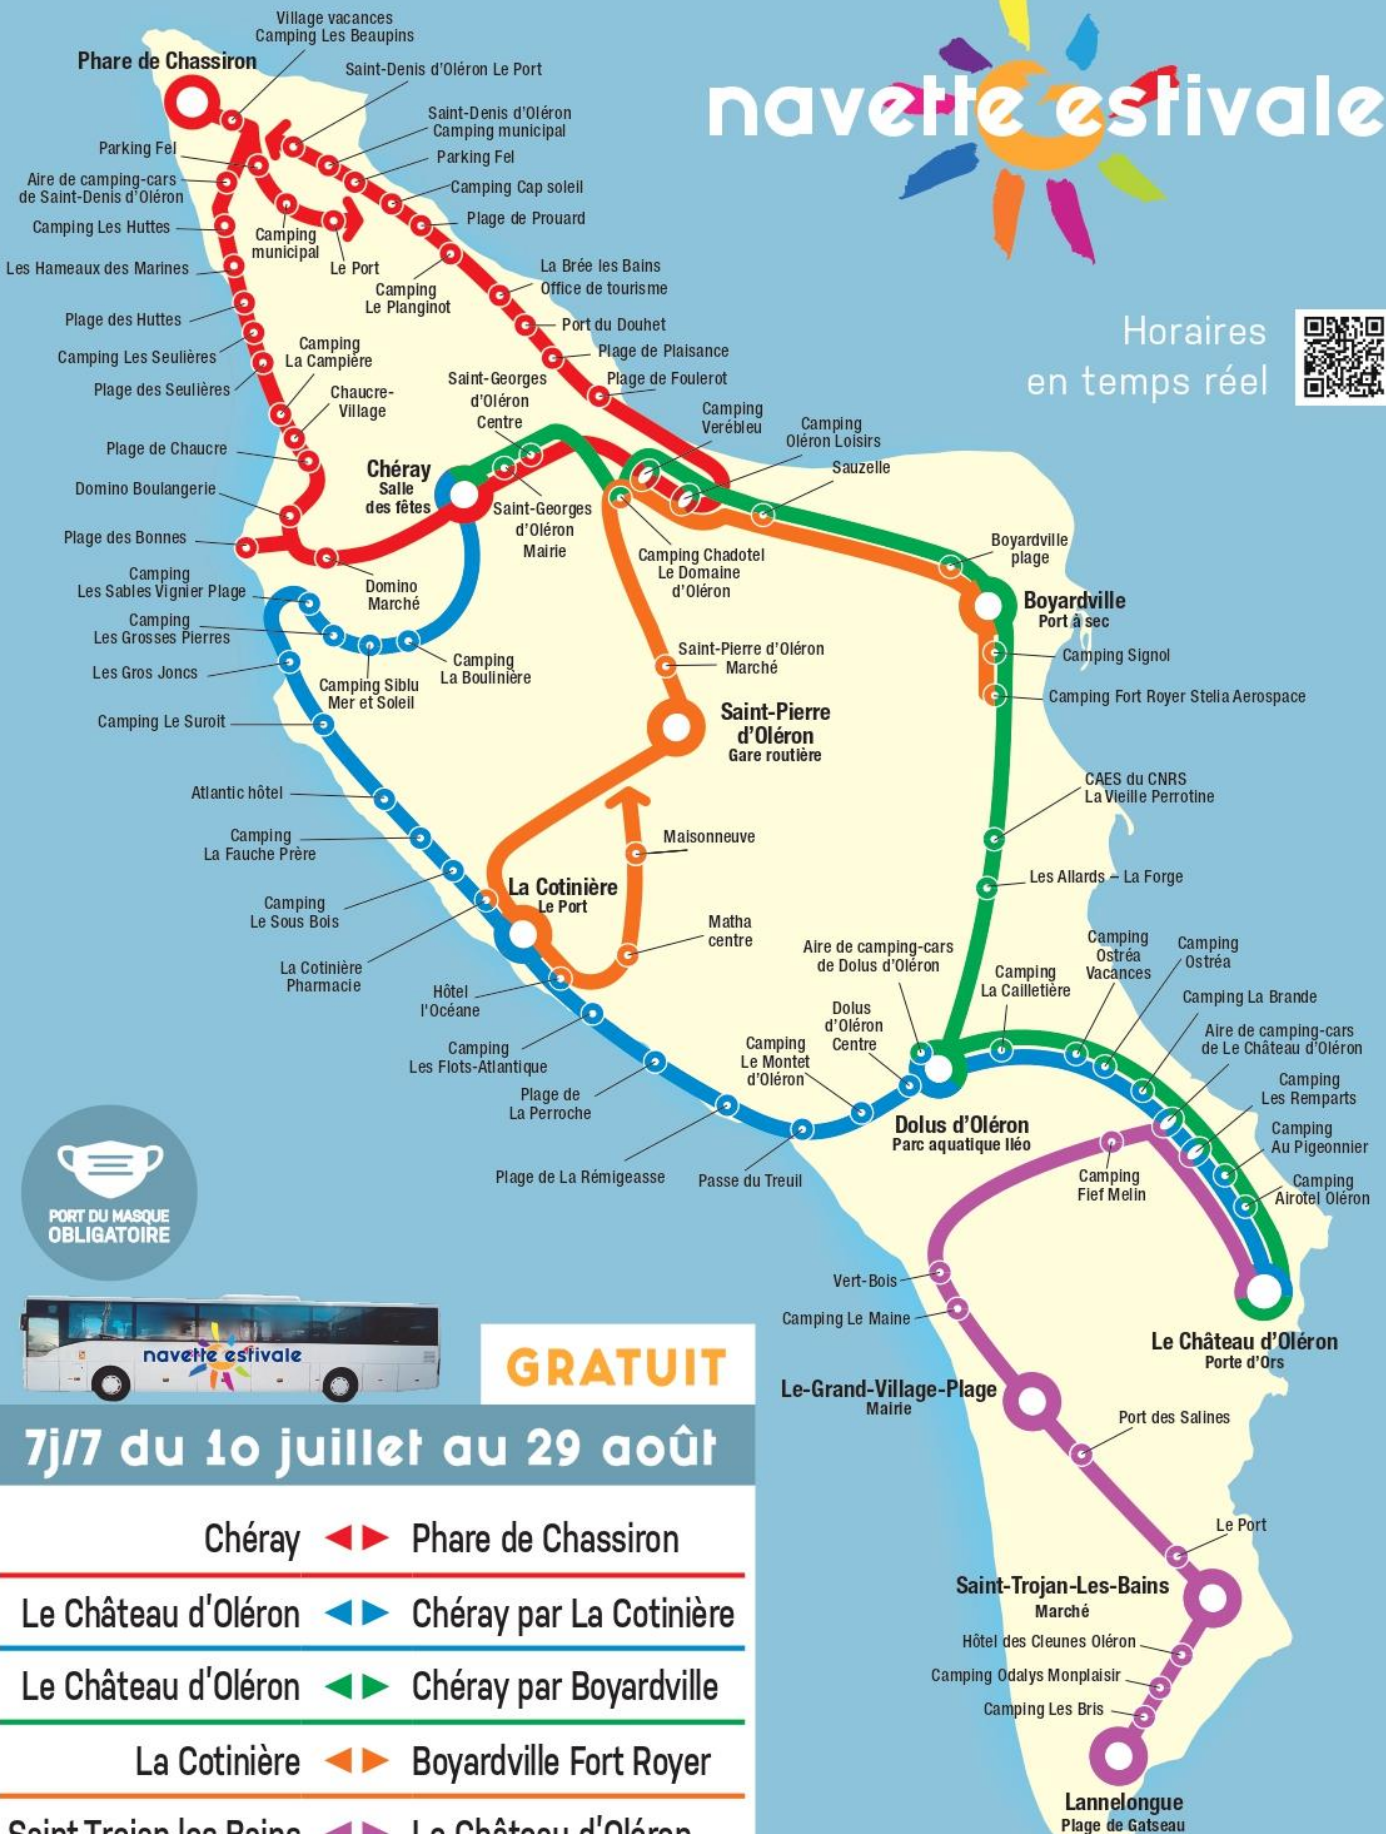 Village vacances
Camping Les Beaupins
Phare de Chassiron
Saint-Denis d'Oléron Le Port
Saint-Denis d'Oléron
Camping municipal
Parking Fel
Parking Fel
Aire de camping-cars
de Saint-Denis d'Oléron
Camping Cap soleil
Plage de Prouard
Camping Les Huttes
Camping
municipal
Le Port
Les Hameaux des Marines
Camping
Le Planginot
La Brée les Bains
Office de tourisme
Plage des Huttes
Port du Douhet
Camping Les Seulières
Camping
La Campière
Plage de Plaisance
Plage des Seulières
Chaucre-
Village
Plage de Foulerot
Saint-Georges
d'Oléron
Centre
Camping
Verébleu
Camping
Oléron Loisirs
Plage de Chaucre
Chéray
Salle
des fêtes
Sauzelle
Domino Boulangerie
Saint-Georges
d'Oléron
Mairie
Plage des Bonnes
Camping Chadotel
Le Domaine
d'Oléron
Boyardville
plage
Domino
Marché
Camping
Les Sables Vignier Plage
Boyardville
Port à sec
Camping
Les Grosses Pierres
Camping Signol
Les Gros Joncs
Camping
La Boulinière
Saint-Pierre d'Oléron
Marché
Camping Siblu
Mer et Soleil
Camping Fort Royer Stelia Aerospace
Camping Le Suroit
Saint-Pierre
d'Oléron
Gare routière
Atlantic hôtel
CAES du CNRS
La Vieille Perrotine
Camping
La Fauche Prère
Maisonneuve
Les Allards – La Forge
Camping
Le Sous Bois
La Cotinière
Le Port
Matha
centre
La Cotinière
Pharmacie
Hôtel
l'Océane
Aire de camping-cars
de Dolus d'Oléron
Camping
La Cailletière
Camping
Ostréa
Vacances
Camping
Ostréa
Camping La Brande
Aire de camping-cars
de Le Château d'Oléron
Dolus
d'Oléron
Centre
Camping
Le Montet
d'Oléron
Camping
Les Flots-Atlantique
Plage de
La Perroche
Camping
Les Remparts
Camping
Au Pigeonnier
Camping
Airotel Oléron
Plage de La Rémigeasse
Passe du Treuil
Dolus d'Oléron
Parc aquatique Iléo
Camping
Fief Melin
Vert-Bois
Camping Le Maine
Le Château d'Oléron
Porte d'Ors
Le-Grand-Village-Plage
Mairie
Port des Salines
Le Port
Saint-Trojan-Les-Bains
Marché
Hôtel des Cleunes Oléron
Camping Odalys Monplaisir
Camping Les Bris
Lannelongue
Plage de Gatseau
navette estivale
Horaires
en temps réel
PORT DU MASQUE
OBLIGATOIRE
navette estivale
GRATUIT
7j/7 du 10 juillet au 29 août
Chéray Phare de Chassiron
Le Château d'Oléron Chéray par La Cotinière
Le Château d'Oléron Chéray par Boyardville
La Cotinière Boyardville Fort Royer
Saint Trojan les Bains Le Château d'Oléron